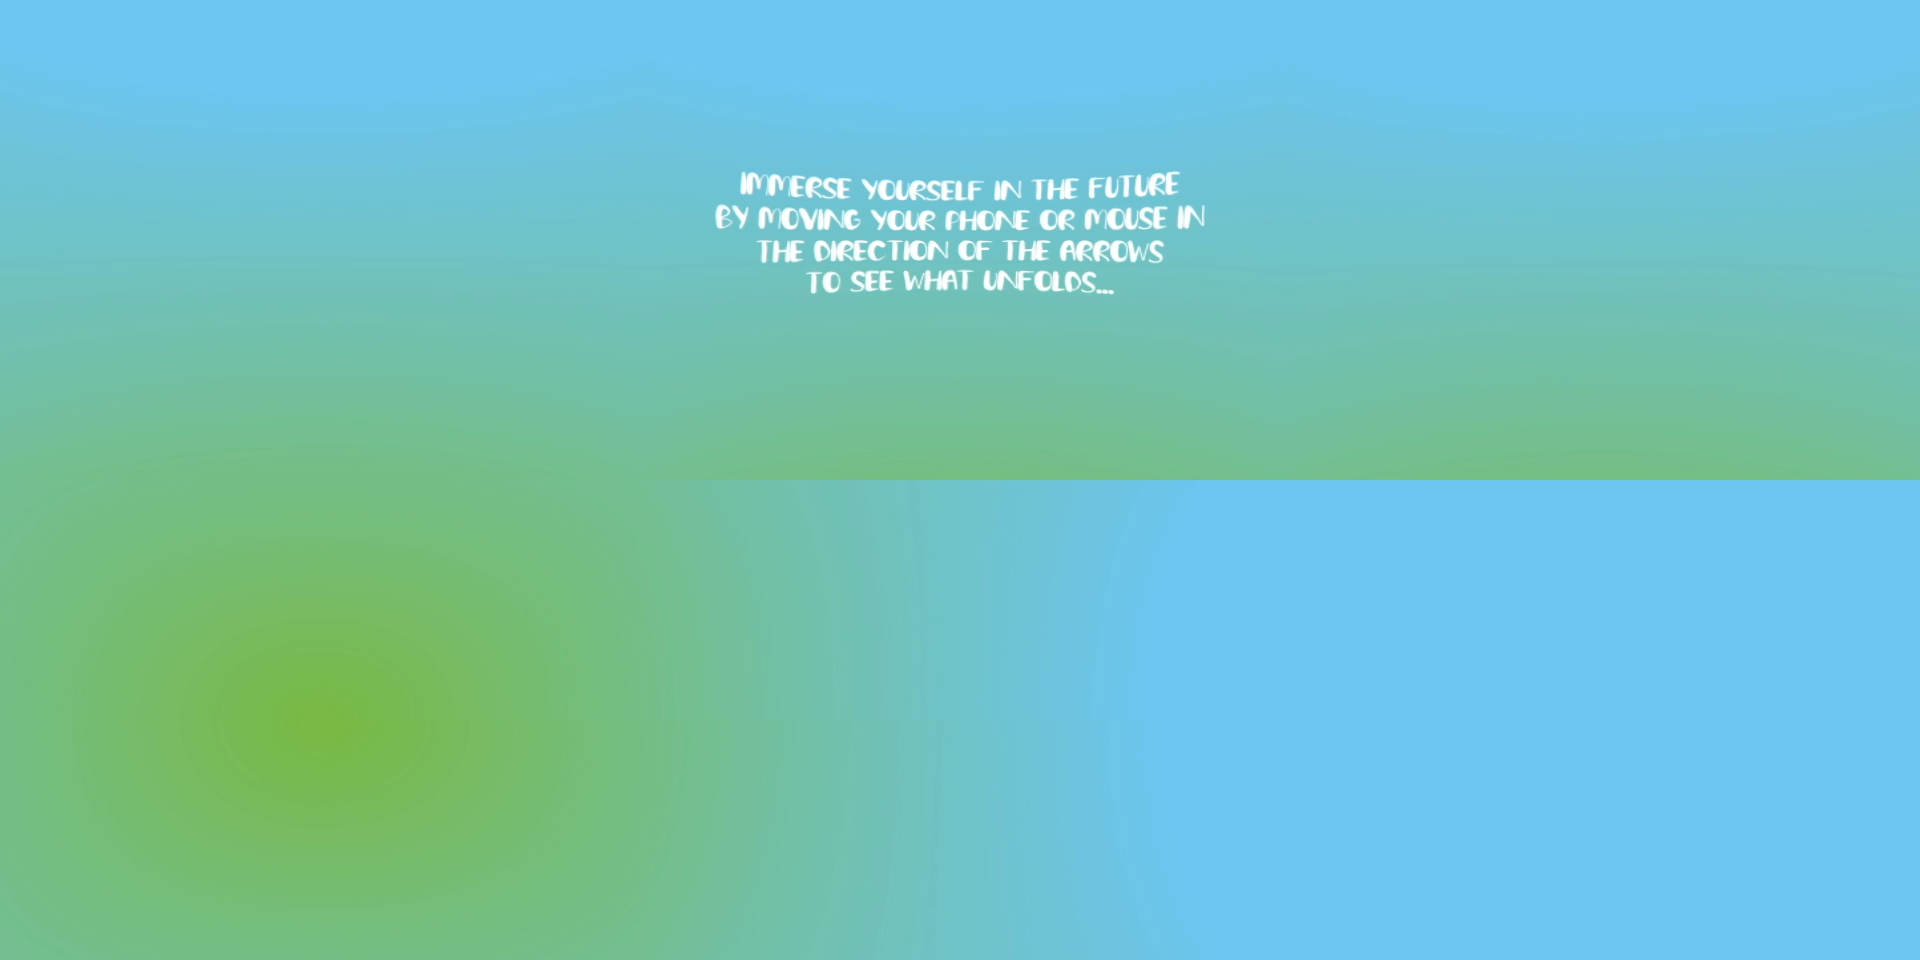 IMMERSE YOURSELF IN THE FUTURE
BY MOVING YOUR PHONE OR MOUSE IN
THE DIRECTION OF THE ARROWS
TO SEE WHAT UNFOLDS...